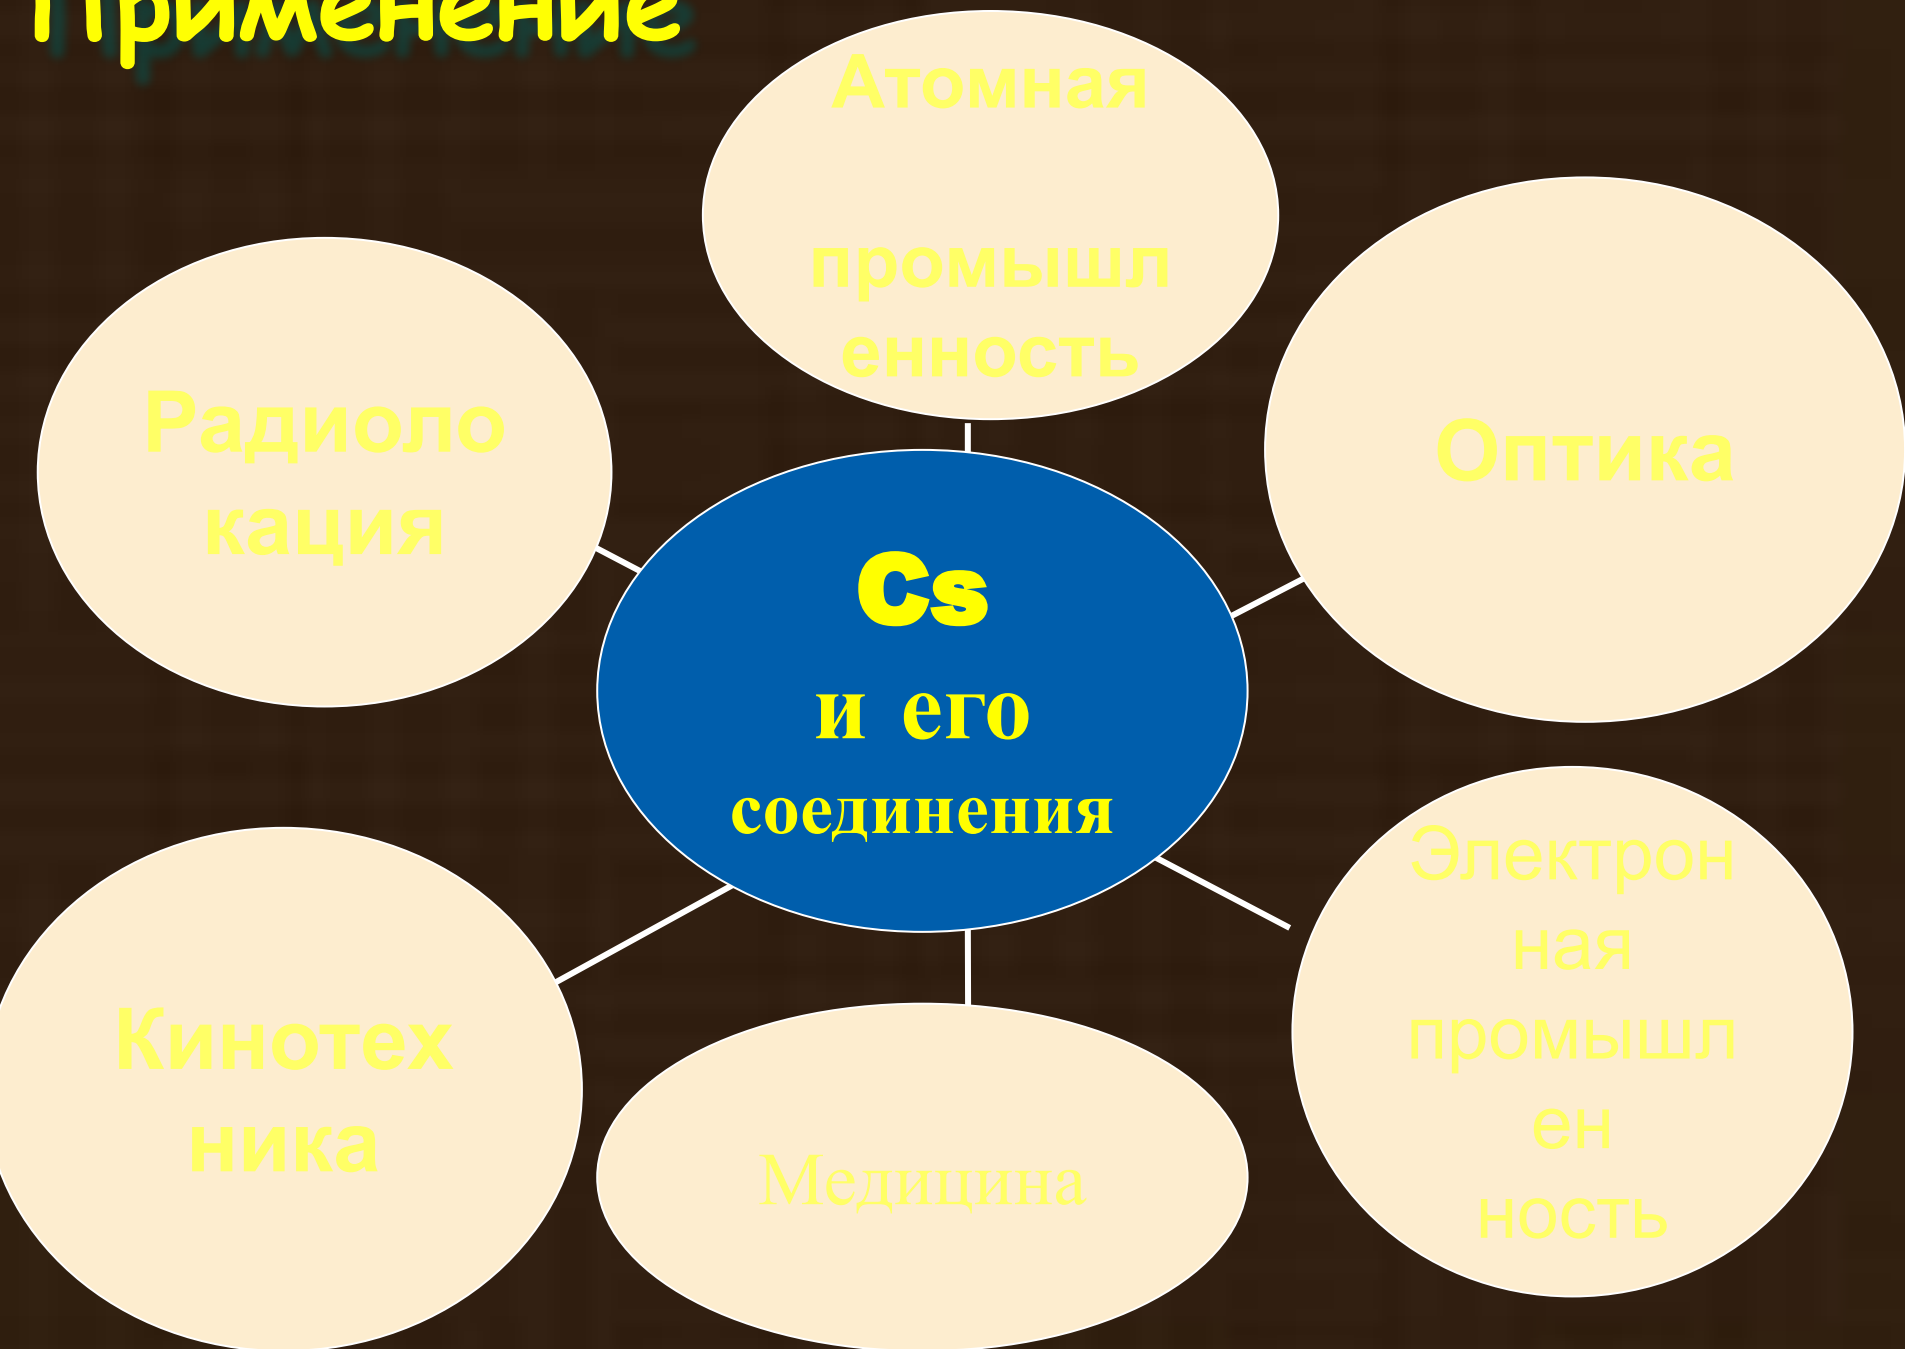 Применение
Атомная
промышл
енность
Радиоло
кация
Оптика
Cs
и его
соединения
Электрон
ная
промышл
ен
ность
Кинотех
ника
Медицина